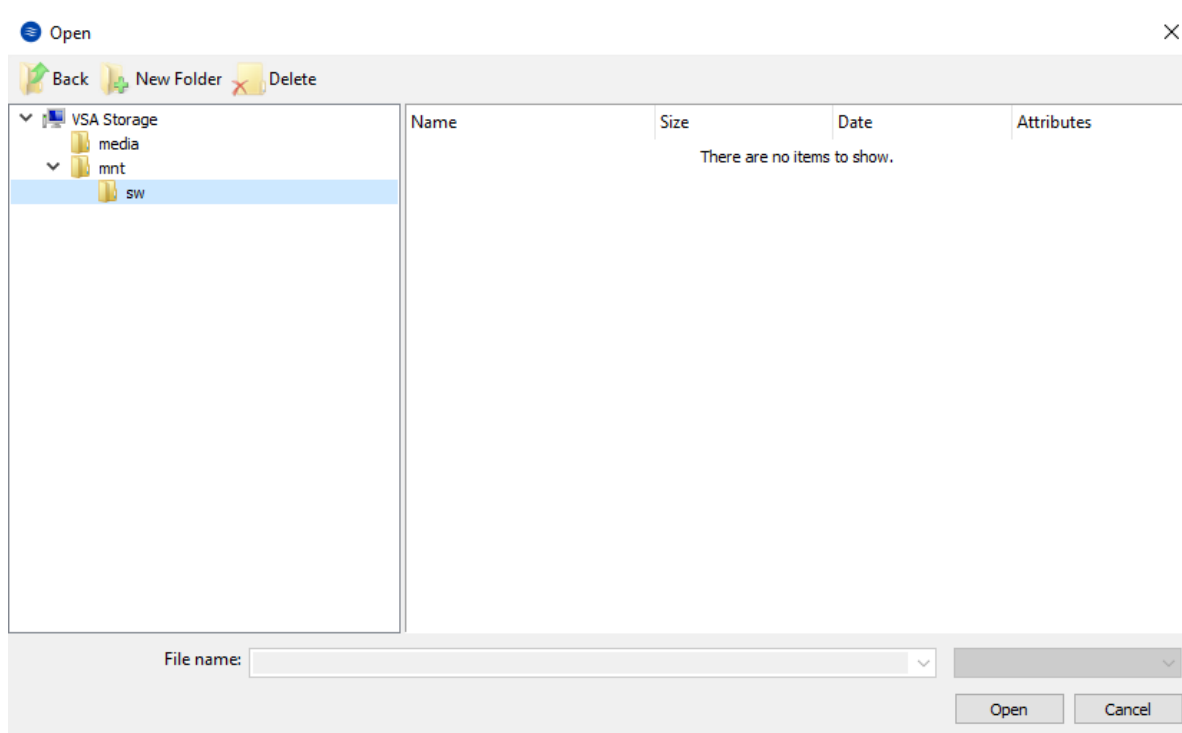 Open
Back New Folder Delete
VSA Storage
media
mnt
sw
Name Size Date Attributes
There are no items to show.
File name:
Open Cancel